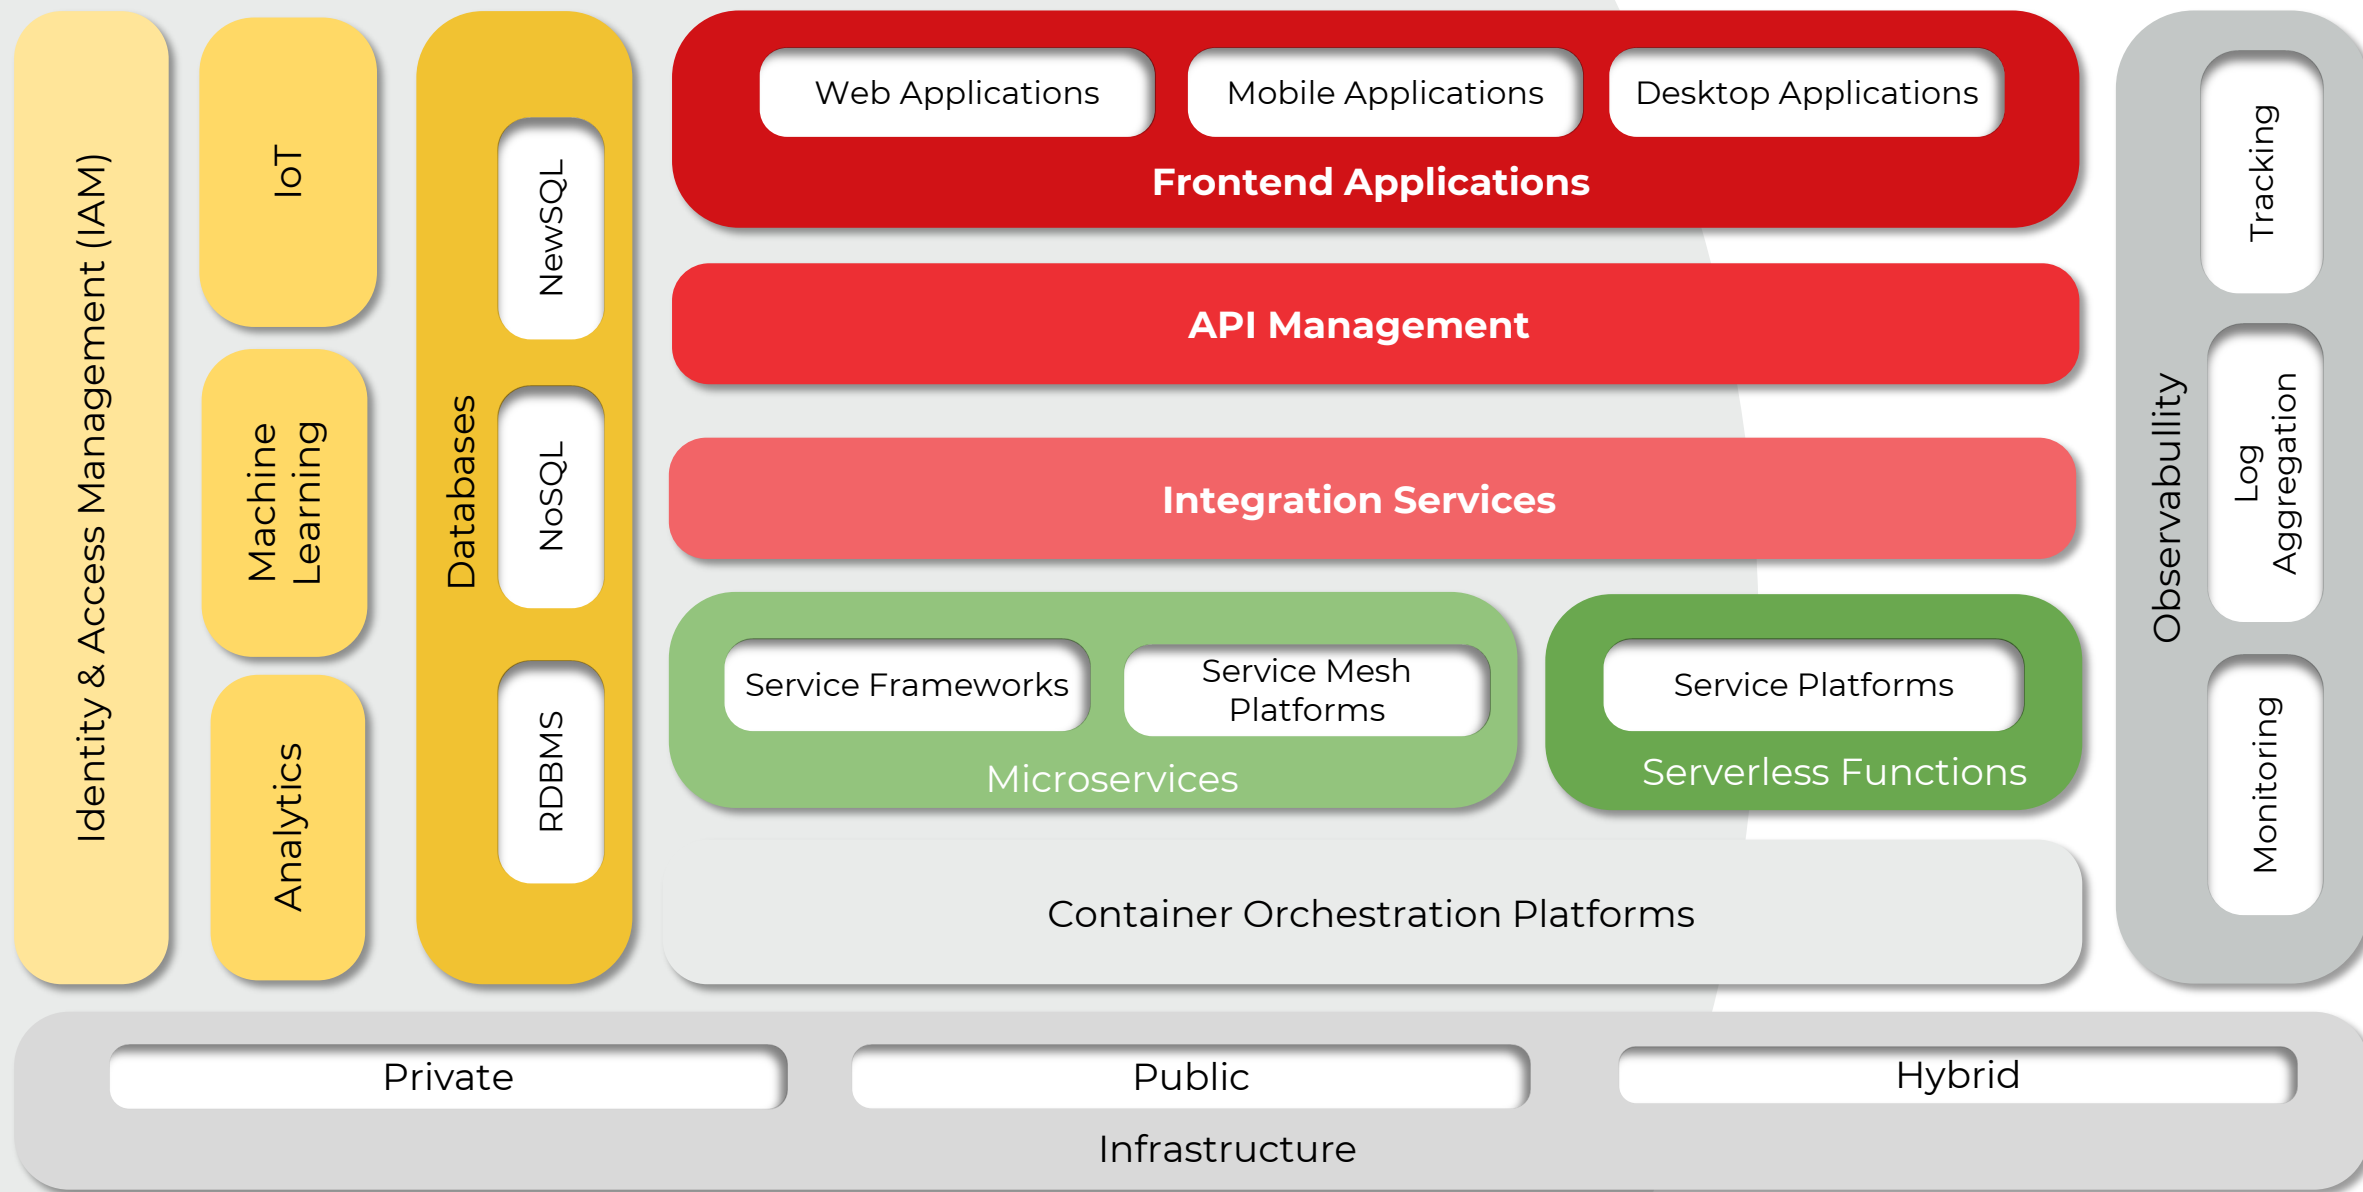 Identity & Access Management (IAM)
IoT
Machine
Learning
Analytics
Databases
NewSQL
NoSQL
RDBMS
Web Applications
Mobile Applications
Desktop Applications
Frontend Applications
API Management
Integration Services
Service Frameworks
Service Mesh
Platforms
Microservices
Service Platforms
Serverless Functions
Container Orchestration Platforms
Observabullity
Tracking
Log
Aggregation
Monitoring
Private
Public
Hybrid
Infrastructure